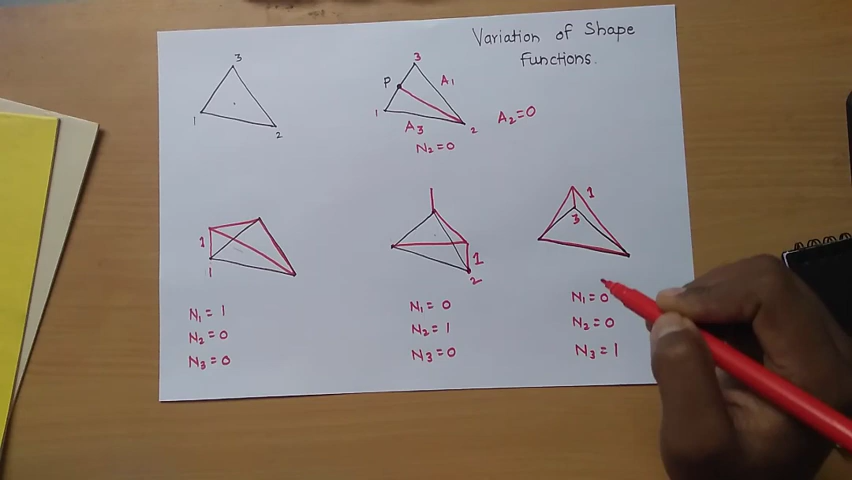 Variation of Shape
Functions.
3
1
2
3
P
A₁
1
A₃
2
A₂=0
N₂=0
1
1
N₁ = 1
N₂ = 0
N₃ = 0
1
2
N₁ = 0
N₂ = 1
N₃ = 0
1
3
N₁ = 0
N₂ = 0
N₃ = 1